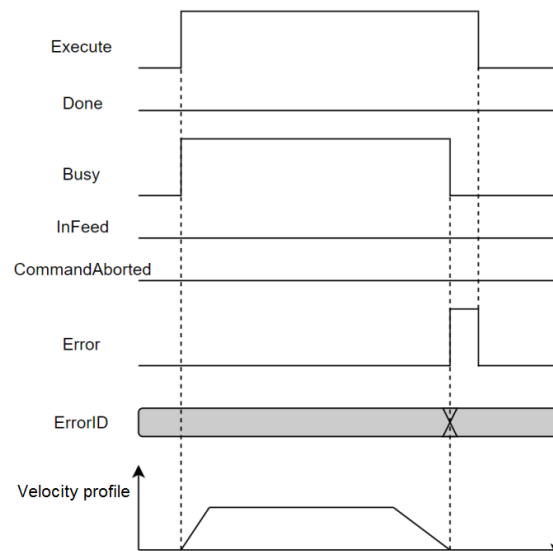 Execute
Done
Busy
InFeed
CommandAborted
Error
ErrorID
Velocity profile